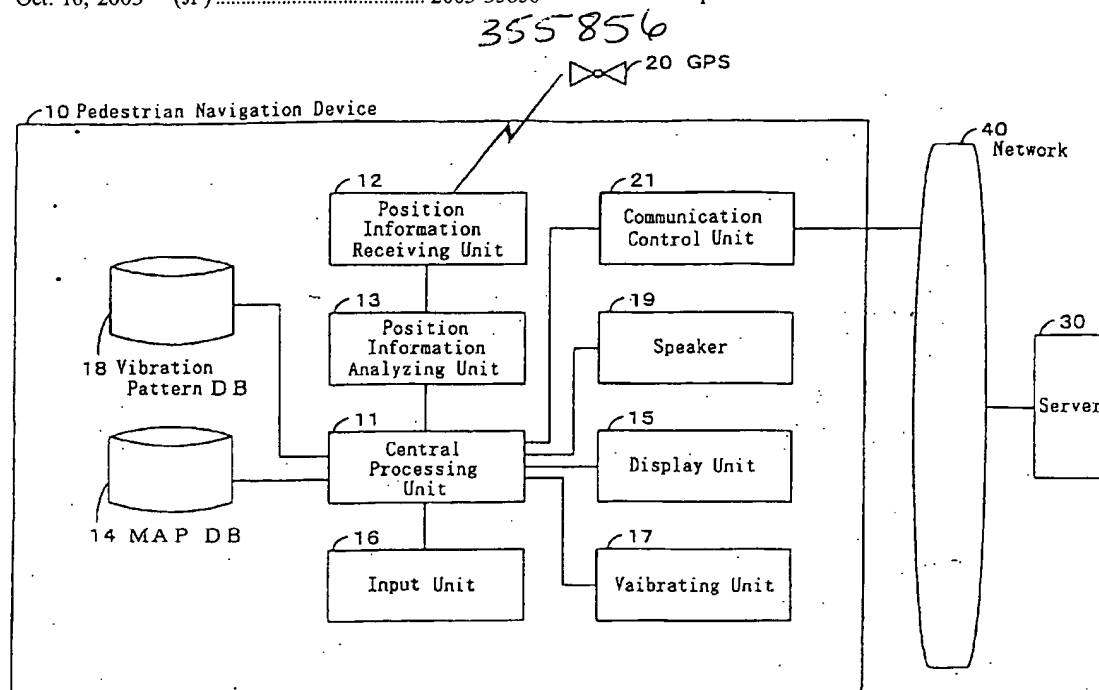 355856
20 GPS
10 Pedestrian Navigation Device
40
Network
12
Position
Information
Receiving Unit
21
Communication
Control Unit
13
Position
Information
Analyzing Unit
19
Speaker
30
Server
18 Vibration
Pattern DB
11
Central
Processing
Unit
15
Display Unit
14 MAP DB
16
Input Unit
17
Vaibrating Unit